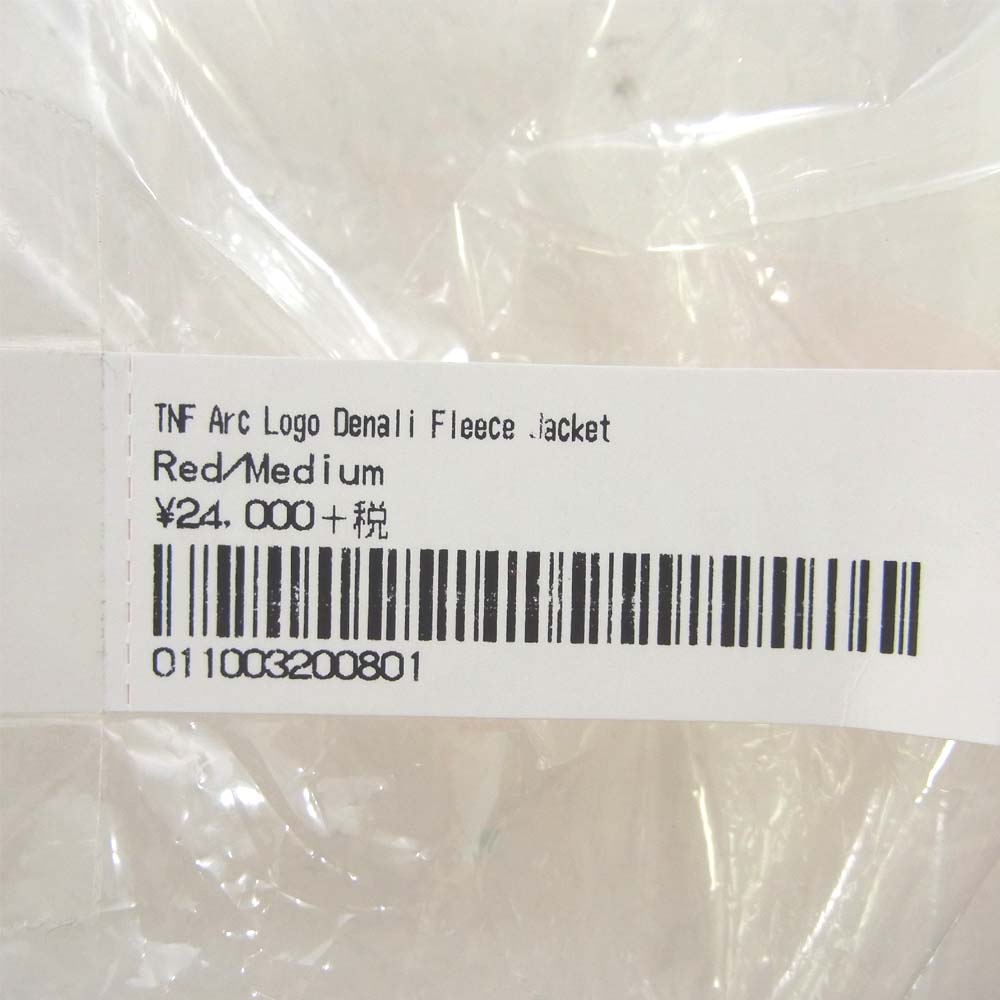 TNF Arc Logo Denali Fleece Jacket
Red/Medium
¥24,000+税
011003200801